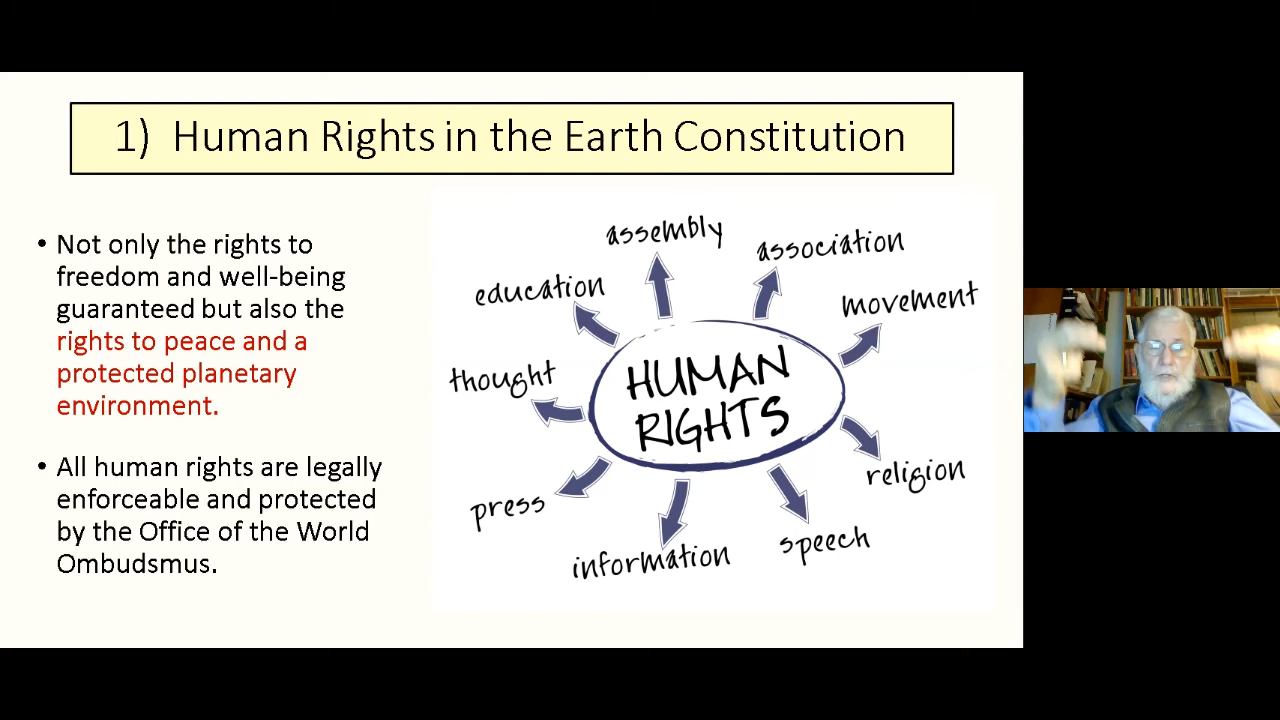 1) Human Rights in the Earth Constitution
• Not only the rights to
freedom and well-being
guaranteed but also the
rights to peace and a
protected planetary
environment.
• All human rights are legally
enforceable and protected
by the Office of the World
Ombudsmus.
assembly
association
education
movement
thought
HUMAN
RIGHTS
religion
press
speech
information